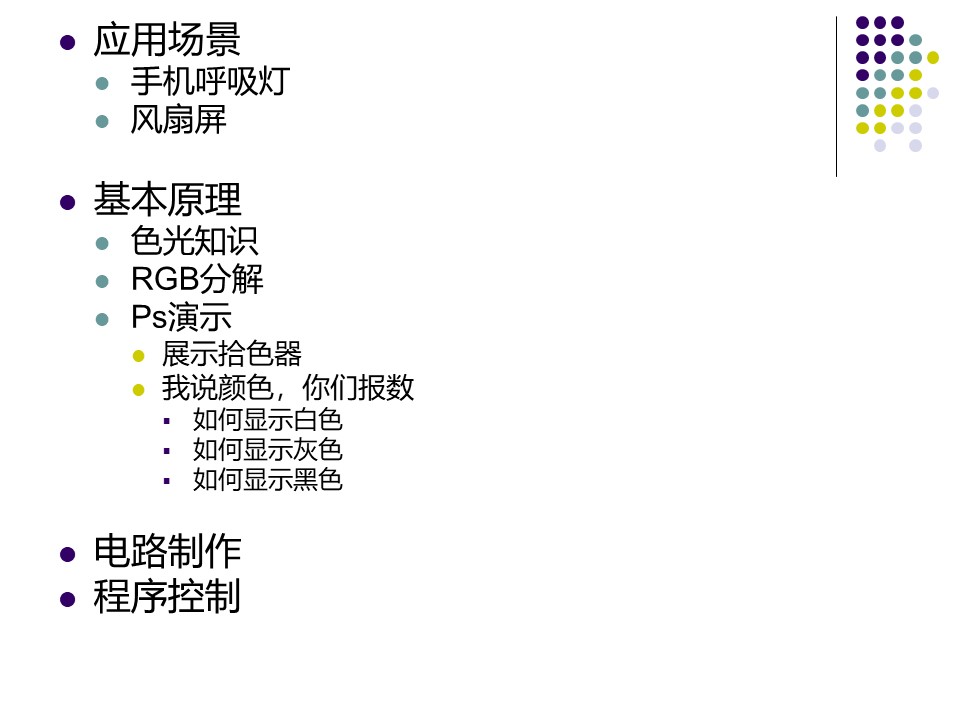 应用场景
手机呼吸灯
风扇屏
基本原理
色光知识
RGB分解
Ps演示
展示拾色器
我说颜色，你们报数
如何显示白色
如何显示灰色
如何显示黑色
电路制作
程序控制